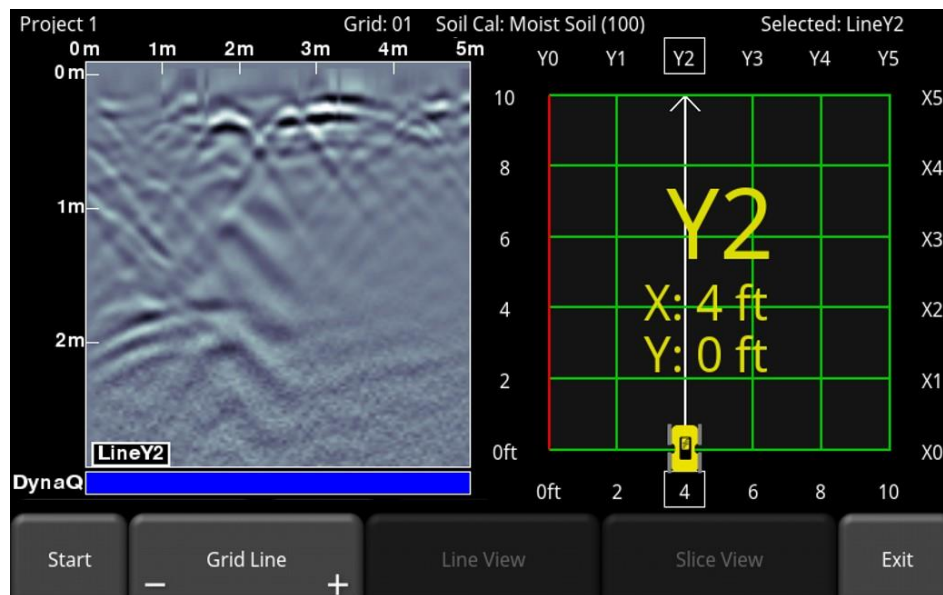 Project 1 Grid: 01 Soil Cal: Moist Soil (100) Selected: LineY2
0m 1m 2m 3m 4m 5m
0m
1m
2m
LineY2
DynaQ
Y0 Y1 Y2 Y3 Y4 Y5
10 X5
8 X4
6 X3
4 X2
2 X1
0ft X0
Y2
X: 4 ft
Y: 0 ft
0ft 2 4 6 8 10
Start Grid Line Line View Slice View Exit
− +